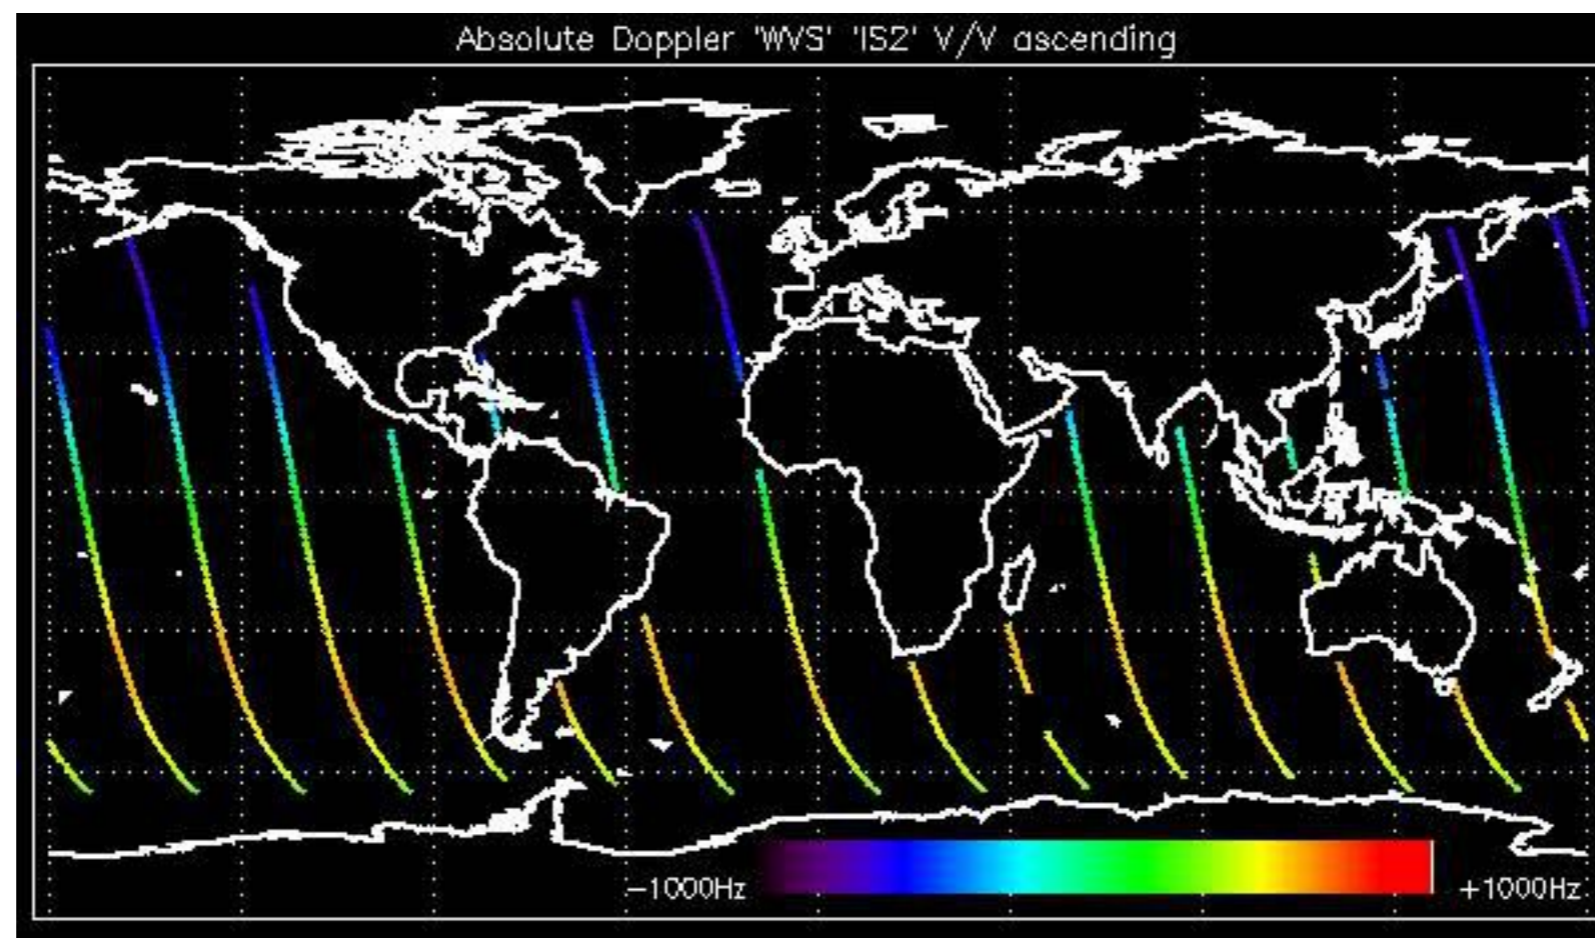 Absolute Doppler 'WVS' 'IS2' V/V ascending
−1000Hz
+1000Hz